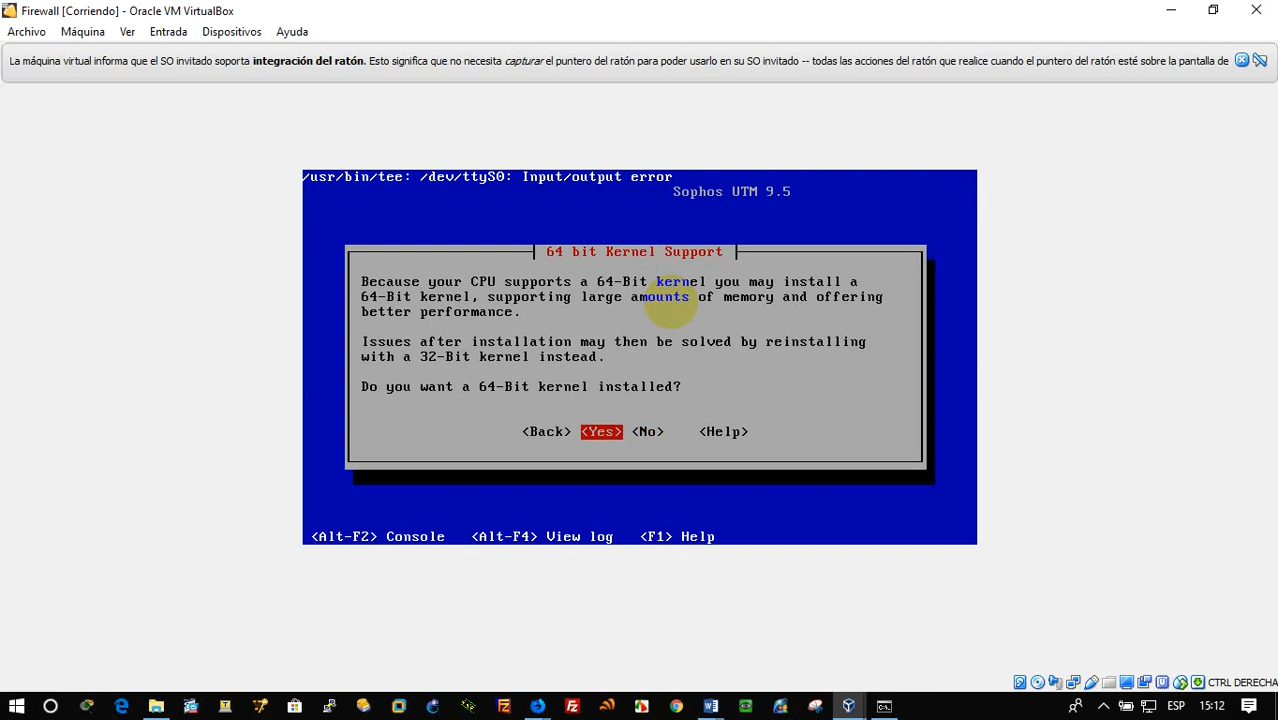 Firewall [Corriendo] - Oracle VM VirtualBox
Archivo Máquina Ver Entrada Dispositivos Ayuda
La máquina virtual informa que el SO invitado soporta integración del ratón. Esto significa que no necesita capturar el puntero del ratón para poder usarlo en su SO invitado -- todas las acciones del ratón que realice cuando el puntero del ratón esté sobre la pantalla de
/usr/bin/tee: /dev/ttyS0: Input/output error
Sophos UTM 9.5
64 bit Kernel Support
Because your CPU supports a 64-Bit kernel you may install a
64-Bit kernel, supporting large amounts of memory and offering
better performance.
Issues after installation may then be solved by reinstalling
with a 32-Bit kernel instead.
Do you want a 64-Bit kernel installed?
<Back> <Yes> <No> <Help>
<Alt-F2> Console <Alt-F4> View log <F1> Help
CTRL DERECHA
ESP 15:12